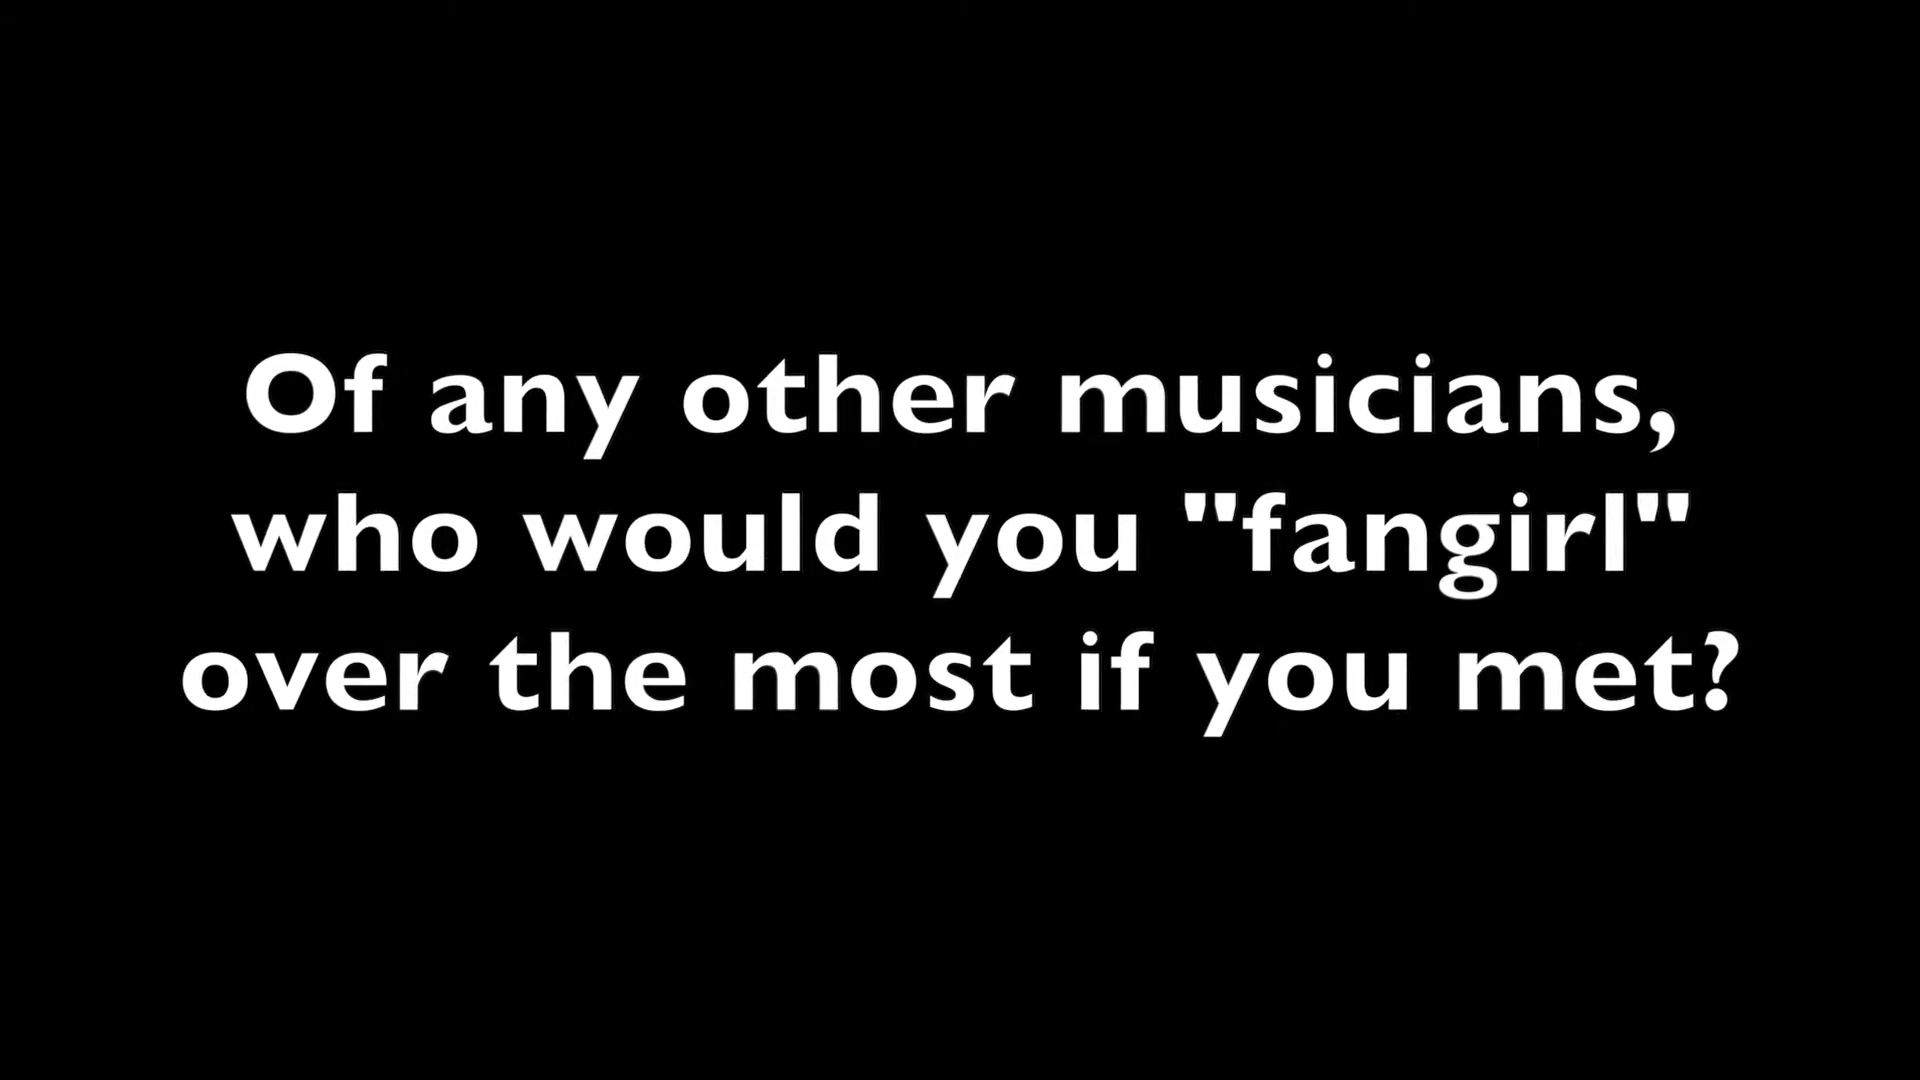 Of any other musicians,
who would you "fangirl"
over the most if you met?